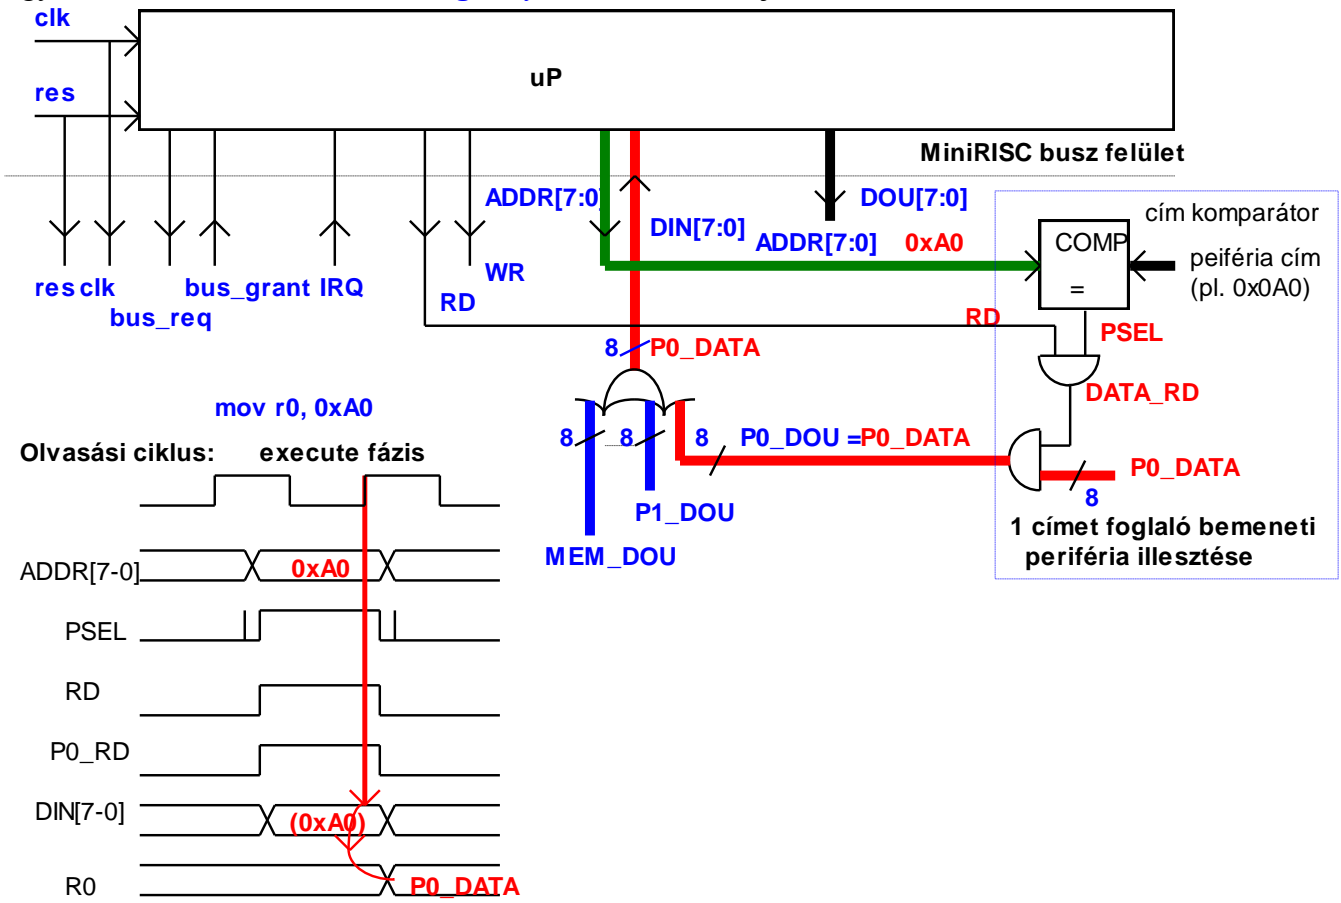 clk
uP
res
MiniRISC busz felület
ADDR[7:0]
DOU[7:0]
DIN[7:0]
ADDR[7:0] 0xA0
cím komparátor
COMP
=
peiféria cím
(pl. 0x0A0)
res clk
bus_req
bus_grant IRQ
RD
WR
RD
PSEL
8
P0_DATA
DATA_RD
mov r0, 0xA0
Olvasási ciklus: execute fázis
8
8
8
P0_DOU =P0_DATA
P0_DATA
8
P1_DOU
MEM_DOU
1 címet foglaló bemeneti
periféria illesztése
ADDR[7-0]
0xA0
PSEL
RD
P0_RD
DIN[7-0]
(0xA0)
R0
P0_DATA